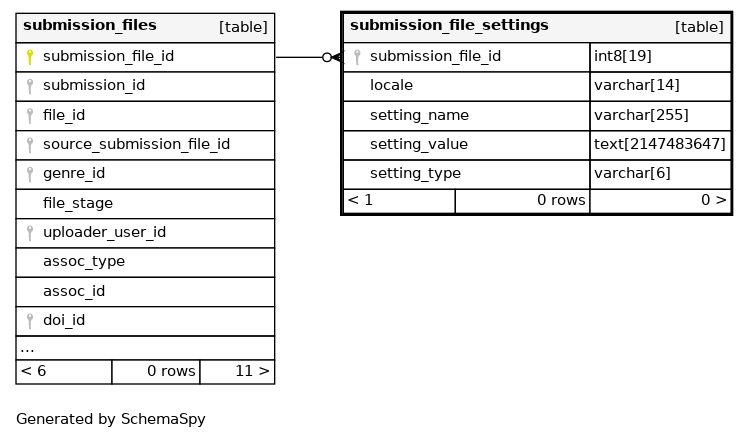 submission_files [table]
submission_file_id
submission_id
file_id
source_submission_file_id
genre_id
file_stage
uploader_user_id
assoc_type
assoc_id
doi_id
...
< 6 0 rows 11 >
submission_file_settings [table]
submission_file_id int8[19]
locale varchar[14]
setting_name varchar[255]
setting_value text[2147483647]
setting_type varchar[6]
< 1 0 rows 0 >
Generated by SchemaSpy